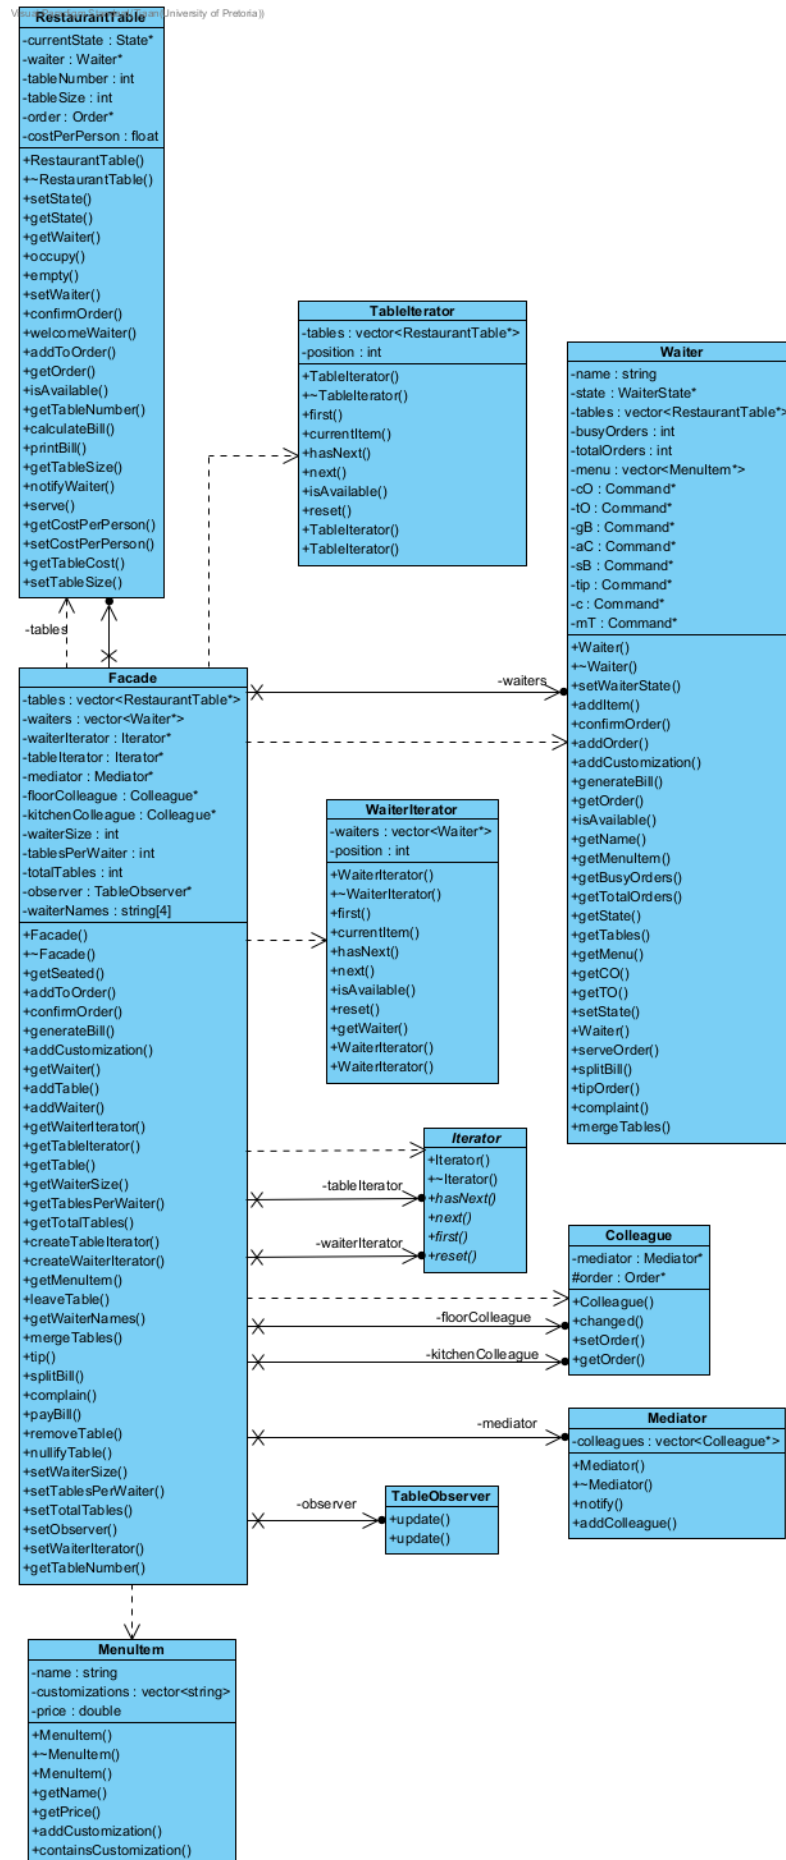 Visual Paradigm Standard(Tiaan(University of Pretoria))
RestaurantTable
-currentState : State*
-waiter : Waiter*
-tableNumber : int
-tableSize : int
-order : Order*
-costPerPerson : float
+RestaurantTable()
+~RestaurantTable()
+setState()
+getState()
+getWaiter()
+occupy()
+empty()
+setWaiter()
+confirmOrder()
+welcomeWaiter()
+addToOrder()
+getOrder()
+isAvailable()
+getTableNumber()
+calculateBill()
+printBill()
+getTableSize()
+notifyWaiter()
+serve()
+getCostPerPerson()
+setCostPerPerson()
+getTableCost()
+setTableSize()
TableIterator
-tables : vector<RestaurantTable*>
-position : int
+TableIterator()
+~TableIterator()
+first()
+currentItem()
+hasNext()
+next()
+isAvailable()
+reset()
+TableIterator()
+TableIterator()
Waiter
-name : string
-state : WaiterState*
-tables : vector<RestaurantTable*>
-busyOrders : int
-totalOrders : int
-menu : vector<MenuItem*>
-cO : Command*
-tO : Command*
-gB : Command*
-aC : Command*
-sB : Command*
-tip : Command*
-c : Command*
-mT : Command*
+Waiter()
+~Waiter()
+setWaiterState()
+addItem()
+confirmOrder()
+addOrder()
+addCustomization()
+generateBill()
+getOrder()
+isAvailable()
+getName()
+getMenuItem()
+getBusyOrders()
+getTotalOrders()
+getState()
+getTables()
+getMenu()
+getCO()
+getTO()
+setState()
+Waiter()
+serveOrder()
+splitBill()
+tipOrder()
+complaint()
+mergeTables()
-tables
-waiters
Facade
-tables : vector<RestaurantTable*>
-waiters : vector<Waiter*>
-waiterIterator : Iterator*
-tableIterator : Iterator*
-mediator : Mediator*
-floorColleague : Colleague*
-kitchenColleague : Colleague*
-waiterSize : int
-tablesPerWaiter : int
-totalTables : int
-observer : TableObserver*
-waiterNames : string[4]
+Facade()
+~Facade()
+getSeated()
+addToOrder()
+confirmOrder()
+generateBill()
+addCustomization()
+getWaiter()
+addTable()
+addWaiter()
+getWaiterIterator()
+getTableIterator()
+getTable()
+getWaiterSize()
+getTablesPerWaiter()
+getTotalTables()
+createTableIterator()
+createWaiterIterator()
+getMenuItem()
+leaveTable()
+getWaiterNames()
+mergeTables()
+tip()
+splitBill()
+complain()
+payBill()
+removeTable()
+nullifyTable()
+setWaiterSize()
+setTablesPerWaiter()
+setTotalTables()
+setObserver()
+setWaiterIterator()
+getTableNumber()
WaiterIterator
-waiters : vector<Waiter*>
-position : int
+WaiterIterator()
+~WaiterIterator()
+first()
+currentItem()
+hasNext()
+next()
+isAvailable()
+reset()
+getWaiter()
+WaiterIterator()
+WaiterIterator()
Iterator
+Iterator()
+~Iterator()
+hasNext()
+next()
+first()
+reset()
-tableIterator
-waiterIterator
Colleague
-mediator : Mediator*
#order : Order*
+Colleague()
+changed()
+setOrder()
+getOrder()
-floorColleague
-kitchenColleague
-mediator
Mediator
-colleagues : vector<Colleague*>
+Mediator()
+~Mediator()
+notify()
+addColleague()
-observer
TableObserver
+update()
+update()
MenuItem
-name : string
-customizations : vector<string>
-price : double
+MenuItem()
+~MenuItem()
+MenuItem()
+getName()
+getPrice()
+addCustomization()
+containsCustomization()